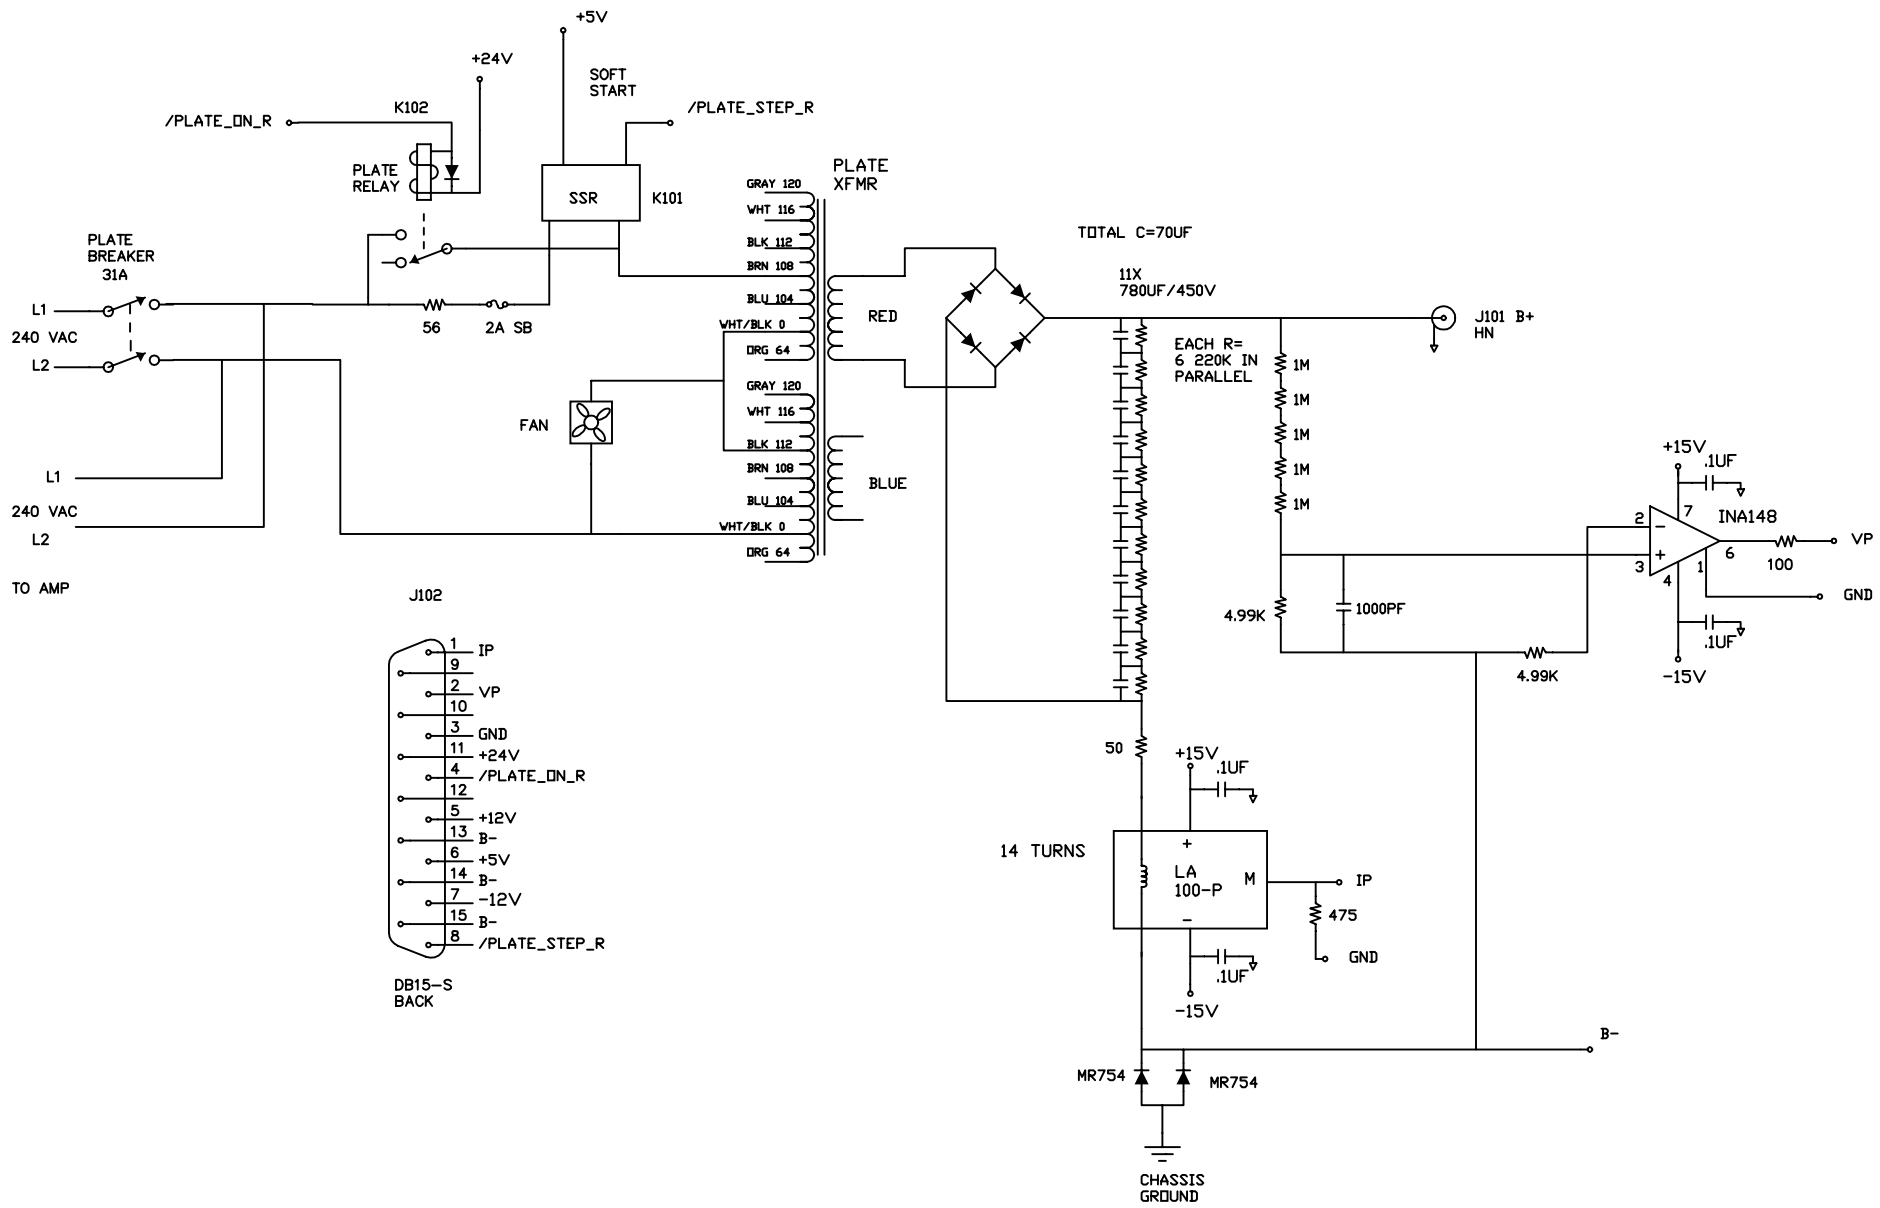 +5V
+24V
SOFT
START
K102
/PLATE_STEP_R
/PLATE_ON_R
PLATE
RELAY
SSR
K101
PLATE
XFMR
GRAY 120
WHT 116
BLK 112
BRN 108
BLU 104
WHT/BLK 0
ORG 64
GRAY 120
WHT 116
BLK 112
BRN 108
BLU 104
WHT/BLK 0
ORG 64
RED
BLUE
PLATE
BREAKER
31A
L1
240 VAC
L2
56
2A SB
FAN
L1
240 VAC
L2
TO AMP
TOTAL C=70UF
11X
780UF/450V
EACH R=
6 220K IN
PARALLEL
J101 B+
HN
1M
1M
1M
1M
1M
+15V
.1UF
INA148
2
-
7
+
3
4
1
6
100
VP
GND
.1UF
-15V
4.99K
1000PF
4.99K
J102
1 IP
9
2 VP
10
3 GND
11 +24V
4 /PLATE_ON_R
12
5 +12V
13 B-
6 +5V
14 B-
7 -12V
15 B-
8 /PLATE_STEP_R
DB15-S
BACK
50
+15V
.1UF
14 TURNS
+
LA
100-P
M
-
IP
475
GND
.1UF
-15V
B-
MR754
MR754
CHASSIS
GROUND